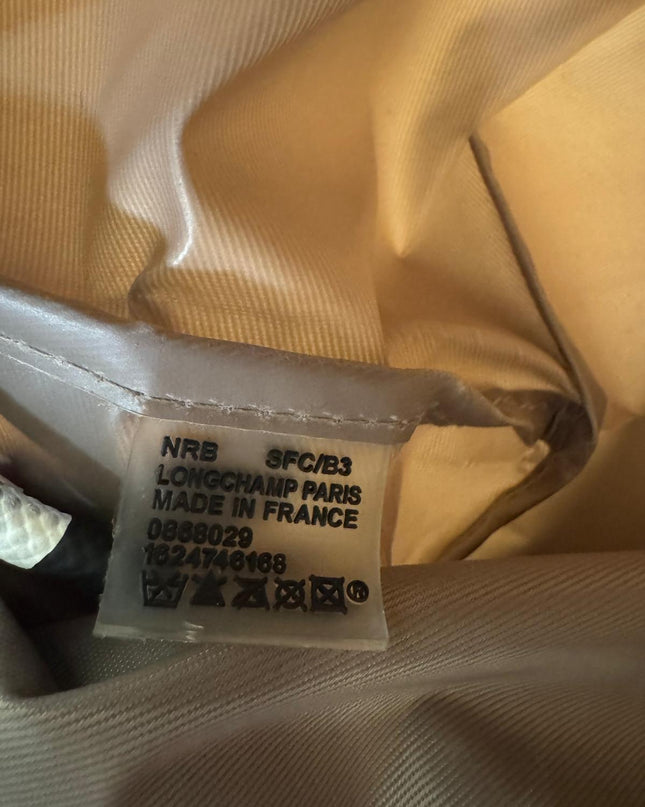 NRB SFC/B3
LONGCHAMP PARIS
MADE IN FRANCE
0868029
1624746168